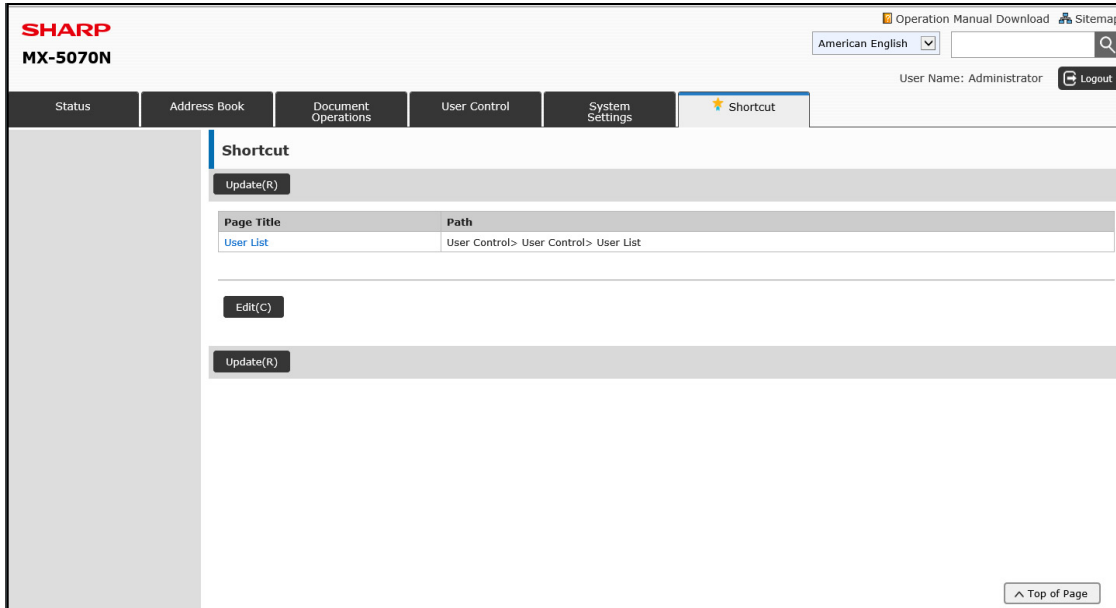 SHARP
MX-5070N
Operation Manual Download Sitemap
American English
User Name: Administrator Logout
Status Address Book Document Operations User Control System Settings Shortcut
Shortcut
Update(R)
Page Title Path
User List User Control> User Control> User List
Edit(C)
Update(R)
Top of Page